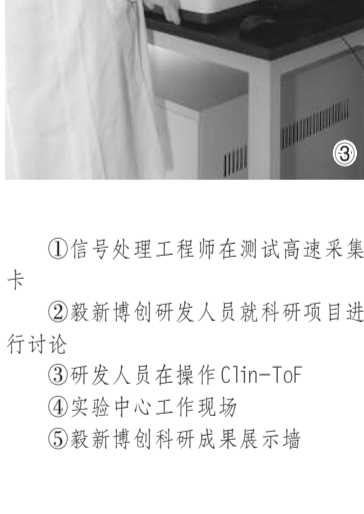 ③
①信号处理工程师在测试高速采集
卡
②毅新博创研发人员就科研项目进
行讨论
③研发人员在操作Clin-ToF
④实验中心工作现场
⑤毅新博创科研成果展示墙